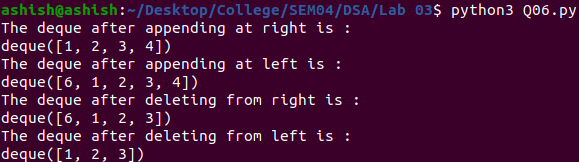 ashish@ashish:~/Desktop/College/SEM04/DSA/Lab 03$ python3 Q06.py
The deque after appending at right is :
deque([1, 2, 3, 4])
The deque after appending at left is :
deque([6, 1, 2, 3, 4])
The deque after deleting from right is :
deque([6, 1, 2, 3])
The deque after deleting from left is :
deque([1, 2, 3])